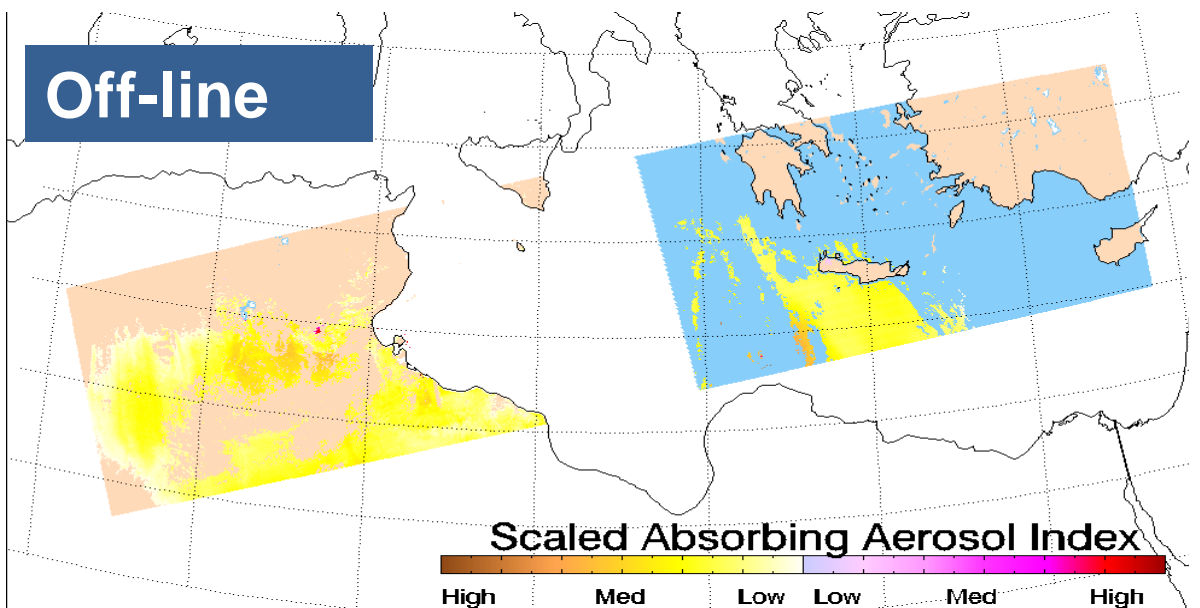 Off-line
Scaled Absorbing Aerosol Index
High Med Low Low Med High